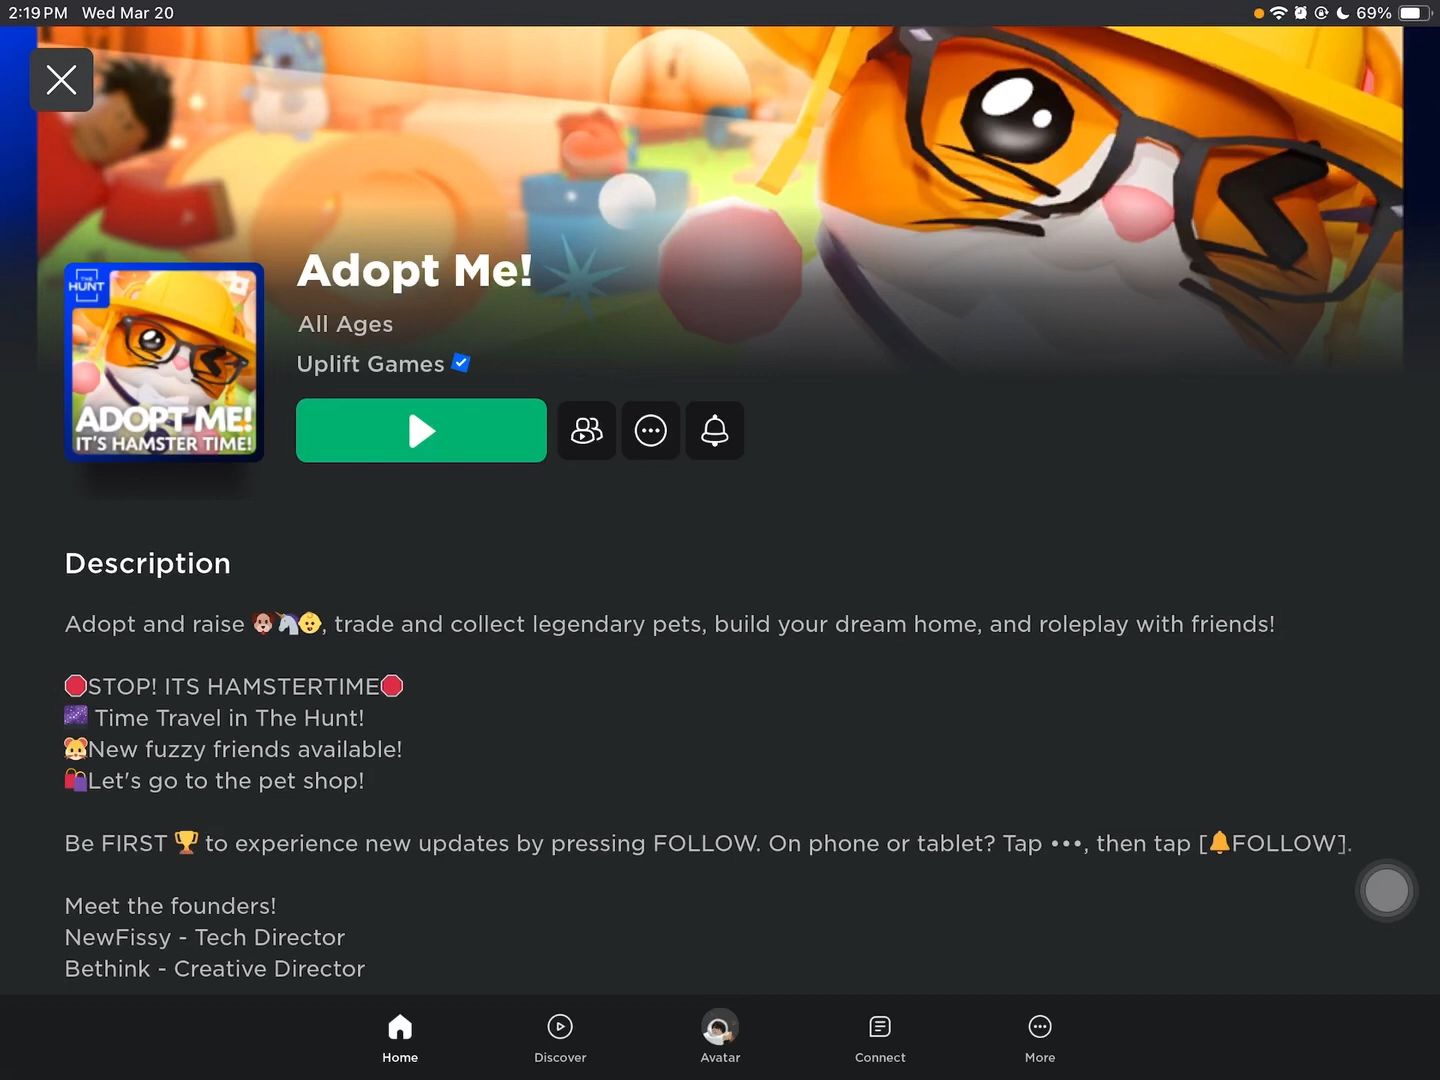 2:19 PM Wed Mar 20
69%
THE
HUNT
ADOPT ME!
IT'S HAMSTER TIME!
Adopt Me!
All Ages
Uplift Games
Description
Adopt and raise 🐶🦄👶, trade and collect legendary pets, build your dream home, and roleplay with friends!
🛑STOP! ITS HAMSTERTIME🛑
🌌 Time Travel in The Hunt!
🐹New fuzzy friends available!
🛍️Let's go to the pet shop!
Be FIRST 🏆 to experience new updates by pressing FOLLOW. On phone or tablet? Tap •••, then tap [🔔FOLLOW].
Meet the founders!
NewFissy - Tech Director
Bethink - Creative Director
Home
Discover
Avatar
Connect
More